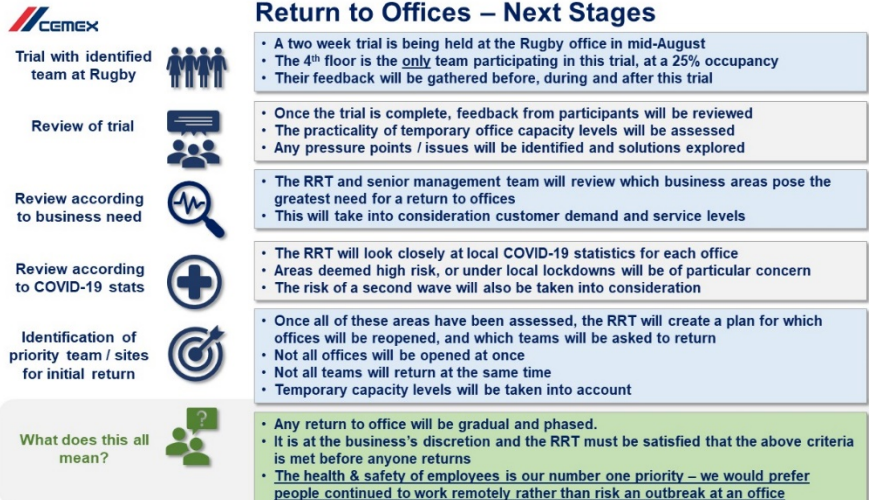 CEMEX
Return to Offices – Next Stages
Trial with identified
team at Rugby
• A two week trial is being held at the Rugby office in mid-August
• The 4th floor is the only team participating in this trial, at a 25% occupancy
• Their feedback will be gathered before, during and after this trial
Review of trial
• Once the trial is complete, feedback from participants will be reviewed
• The practicality of temporary office capacity levels will be assessed
• Any pressure points / issues will be identified and solutions explored
Review according
to business need
• The RRT and senior management team will review which business areas pose the
greatest need for a return to offices
• This will take into consideration customer demand and service levels
Review according
to COVID-19 stats
• The RRT will look closely at local COVID-19 statistics for each office
• Areas deemed high risk, or under local lockdowns will be of particular concern
• The risk of a second wave will also be taken into consideration
Identification of
priority team / sites
for initial return
• Once all of these areas have been assessed, the RRT will create a plan for which
offices will be reopened, and which teams will be asked to return
• Not all offices will be opened at once
• Not all teams will return at the same time
• Temporary capacity levels will be taken into account
?
What does this all
mean?
• Any return to office will be gradual and phased.
• It is at the business's discretion and the RRT must be satisfied that the above criteria
is met before anyone returns
• The health & safety of employees is our number one priority – we would prefer
people continued to work remotely rather than risk an outbreak at an office